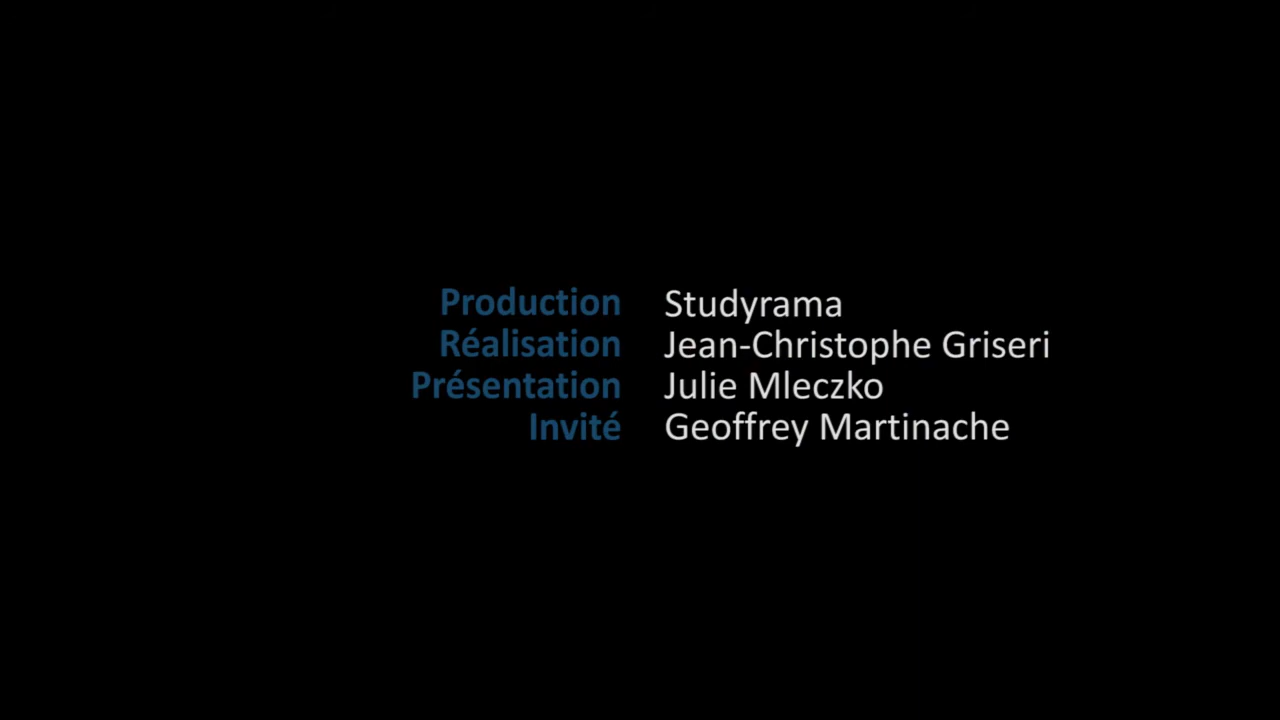 Production Studyrama
Réalisation Jean-Christophe Griseri
Présentation Julie Mleczko
Invité Geoffrey Martinache